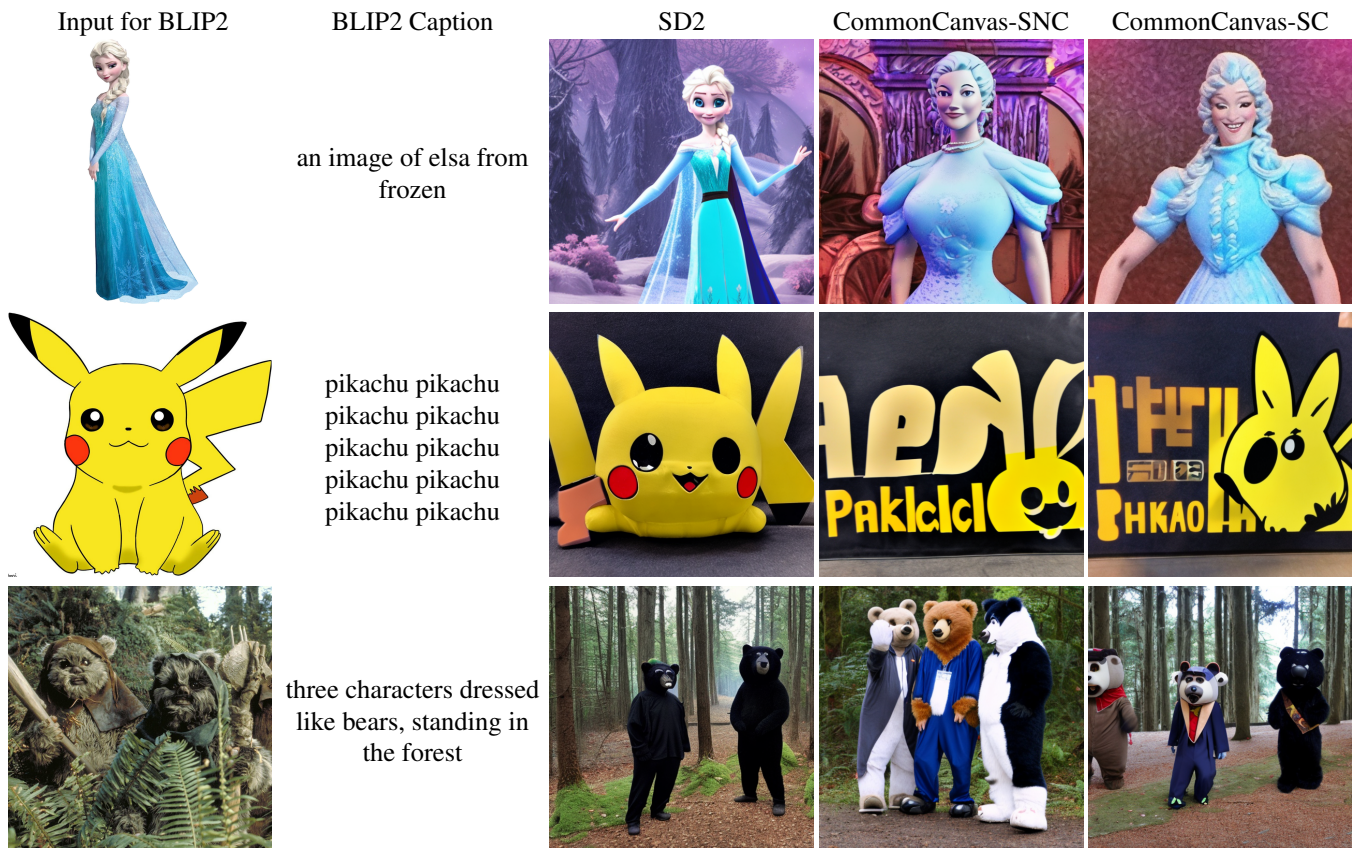 Input for BLIP2
BLIP2 Caption
SD2
CommonCanvas-SNC
CommonCanvas-SC
an image of elsa from
frozen
pikachu pikachu
pikachu pikachu
pikachu pikachu
pikachu pikachu
pikachu pikachu
three characters dressed
like bears, standing in
the forest